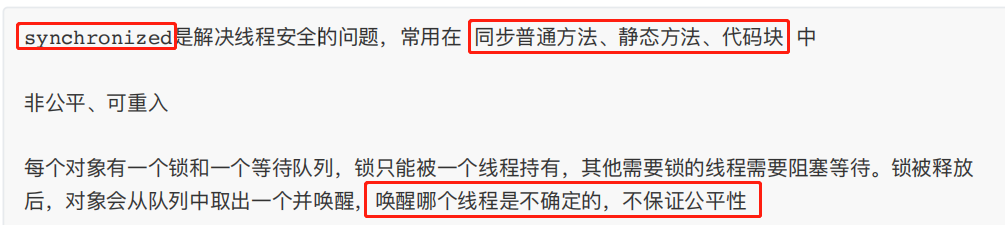 synchronized是解决线程安全的问题，常用在 同步普通方法、静态方法、代码块 中
非公平、可重入
每个对象有一个锁和一个等待队列，锁只能被一个线程持有，其他需要锁的线程需要阻塞等待。锁被释放
后，对象会从队列中取出一个并唤醒，唤醒哪个线程是不确定的，不保证公平性